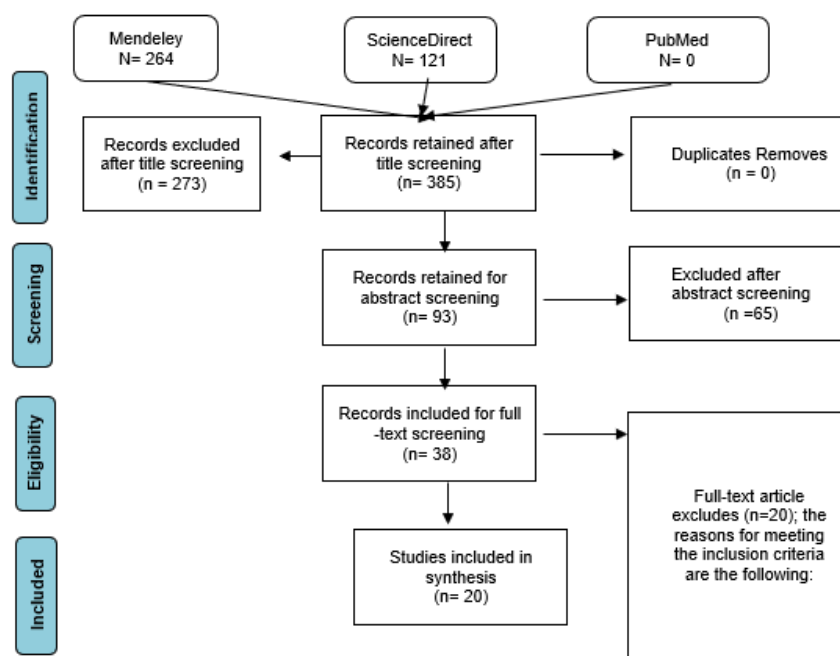 Mendeley
N= 264
ScienceDirect
N= 121
PubMed
N= 0
Identification
Records excluded
after title screening
(n = 273)
Records retained after
title screening
(n= 385)
Duplicates Removes
(n = 0)
Screening
Records retained for
abstract screening
(n= 93)
Excluded after
abstract screening
(n =65)
Eligibility
Records included for full
-text screening
(n= 38)
Full-text article
excludes (n=20); the
reasons for meeting
the inclusion criteria
are the following:
Included
Studies included in
synthesis
(n= 20)